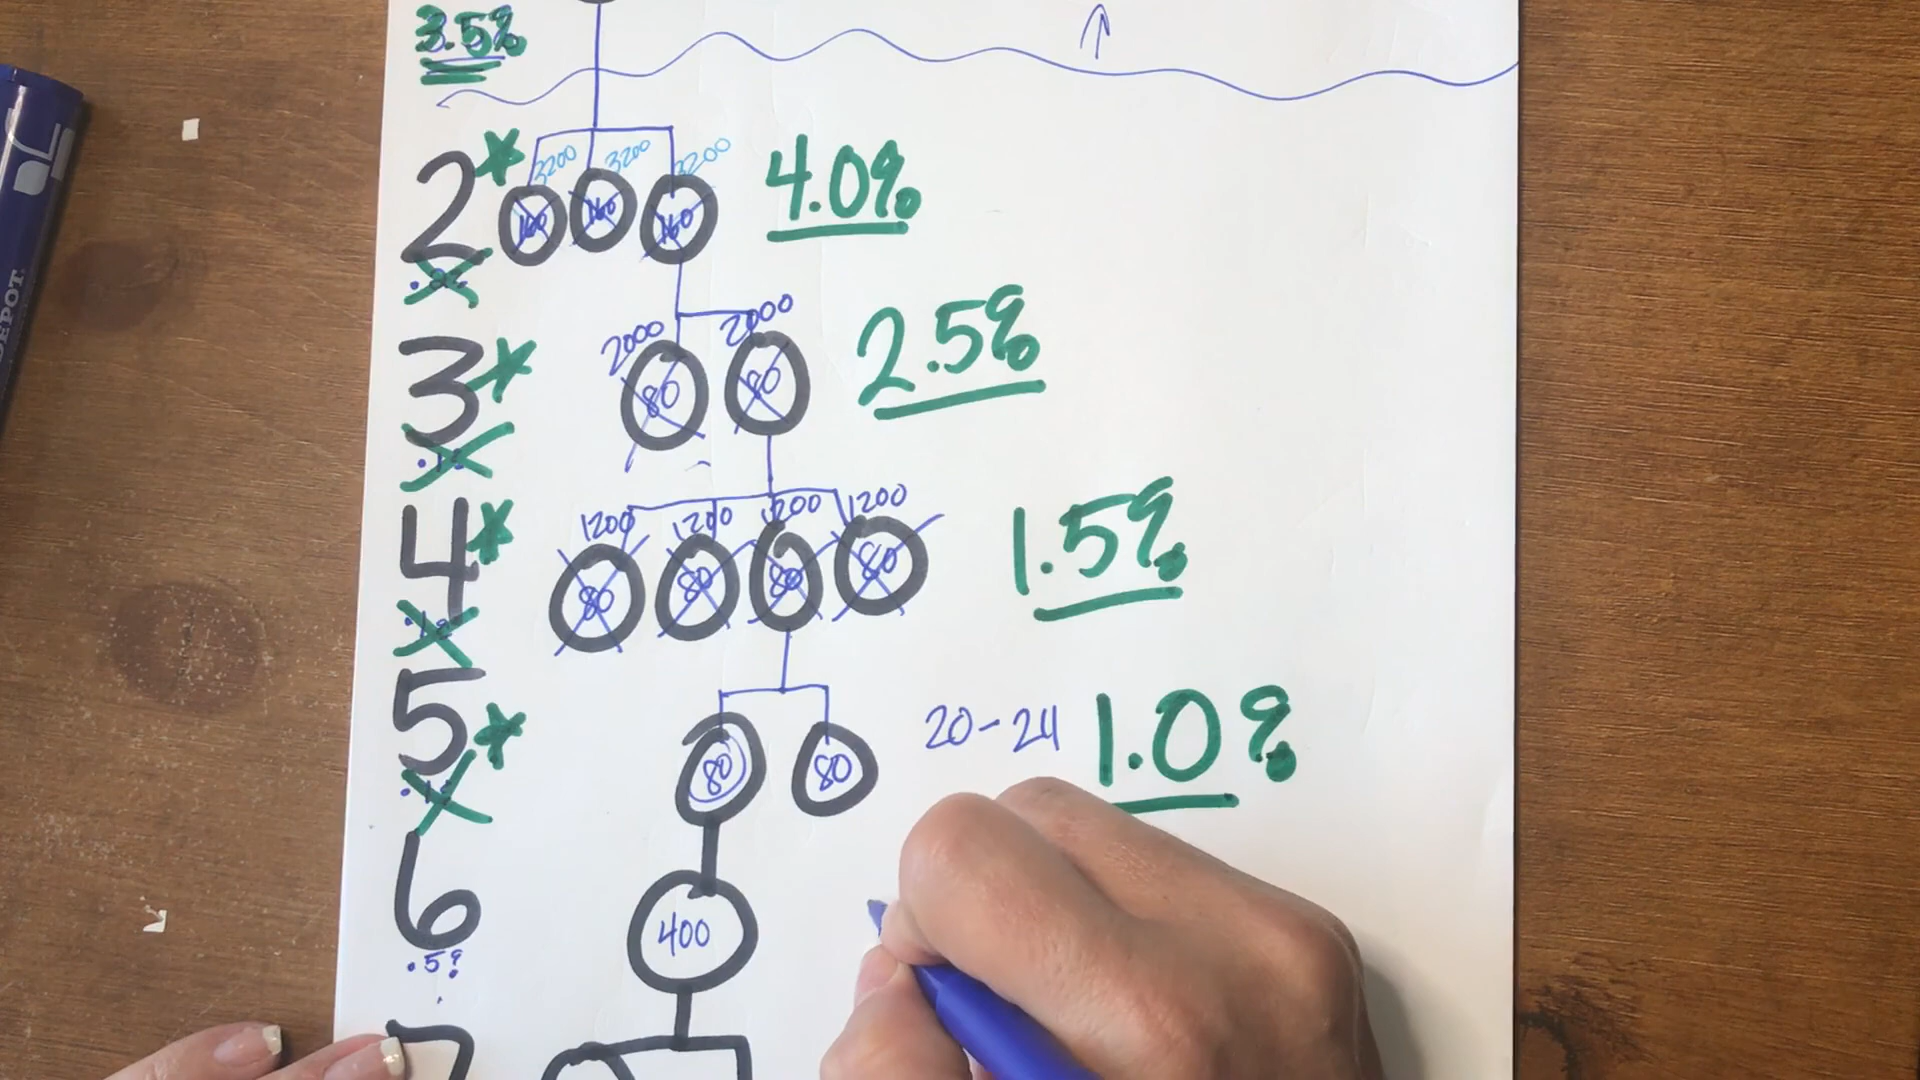 3.5%
3200 3200 3200
2 160 160 160 4.0%
2000 2000
3 80 80 2.5%
1200 1200 1200 1200
4 80 80 80 80 1.5%
5 80 80 20-24 1.0%
6 400
.5%
7
DEPOT